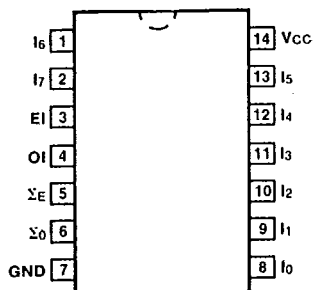 I6 1 14 VCC
I7 2 13 I5
EI 3 12 I4
OI 4 11 I3
ΣE 5 10 I2
ΣO 6 9 I1
GND 7 8 I0